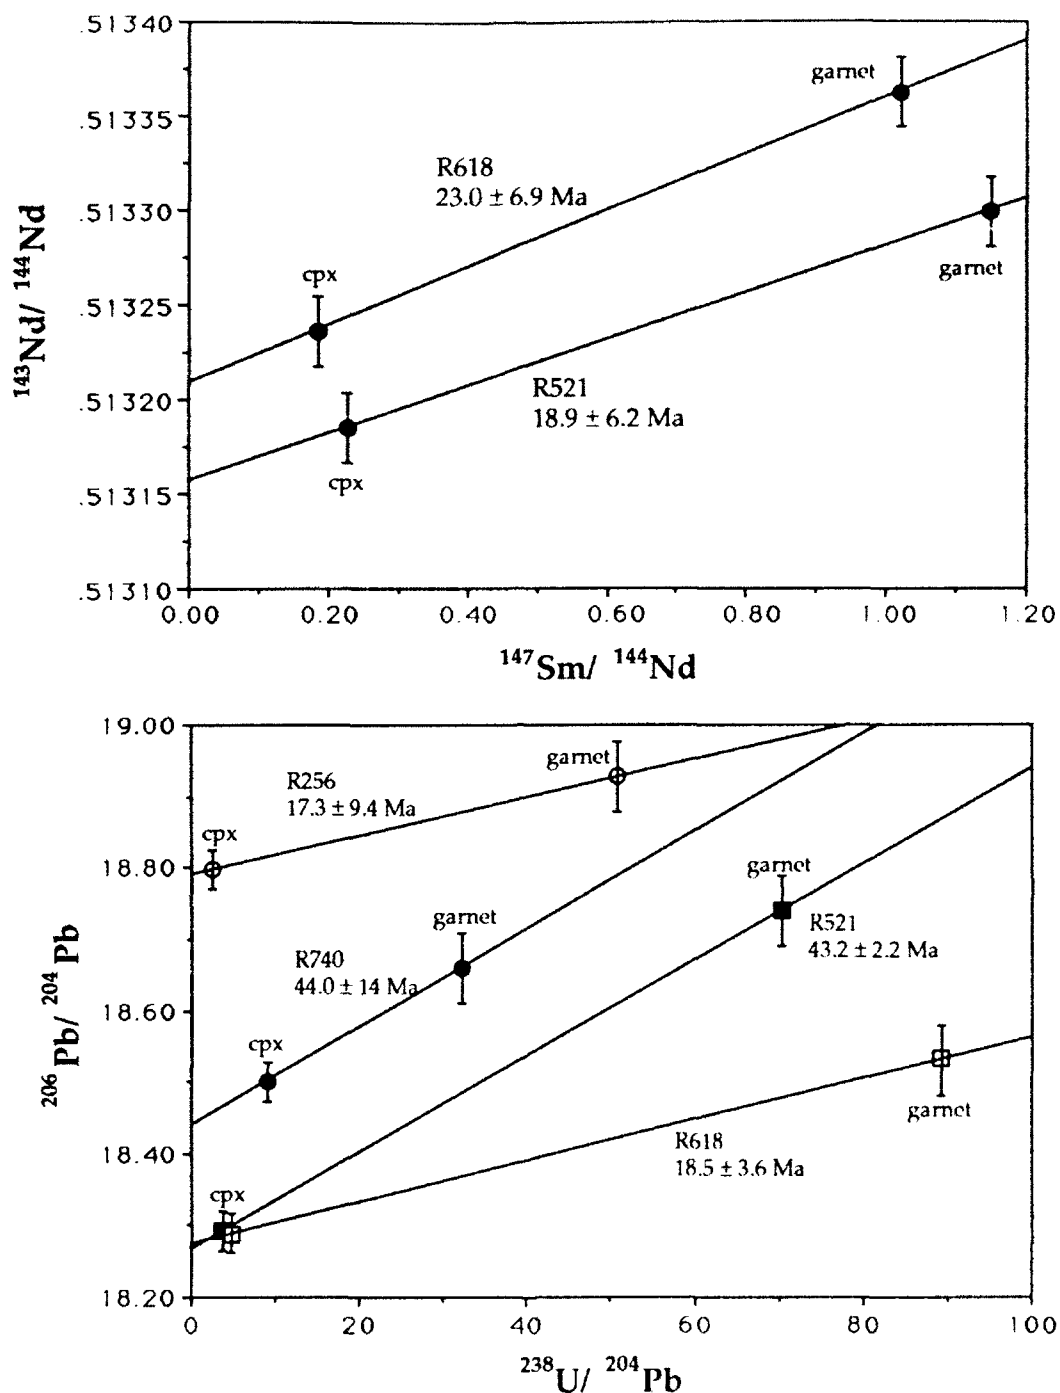 .51340
.51335
.51330
.51325
.51320
.51315
.51310
143Nd/ 144Nd
garnet
R618
23.0 ± 6.9 Ma
cpx
garnet
R521
18.9 ± 6.2 Ma
cpx
0.00 0.20 0.40 0.60 0.80 1.00 1.20
147Sm/ 144Nd
19.00
18.80
18.60
18.40
18.20
206Pb/ 204Pb
garnet
R256
17.3 ± 9.4 Ma
cpx
garnet
garnet
R740
44.0 ± 14 Ma
R521
43.2 ± 2.2 Ma
cpx
garnet
R618
18.5 ± 3.6 Ma
cpx
0 20 40 60 80 100
238U/ 204Pb